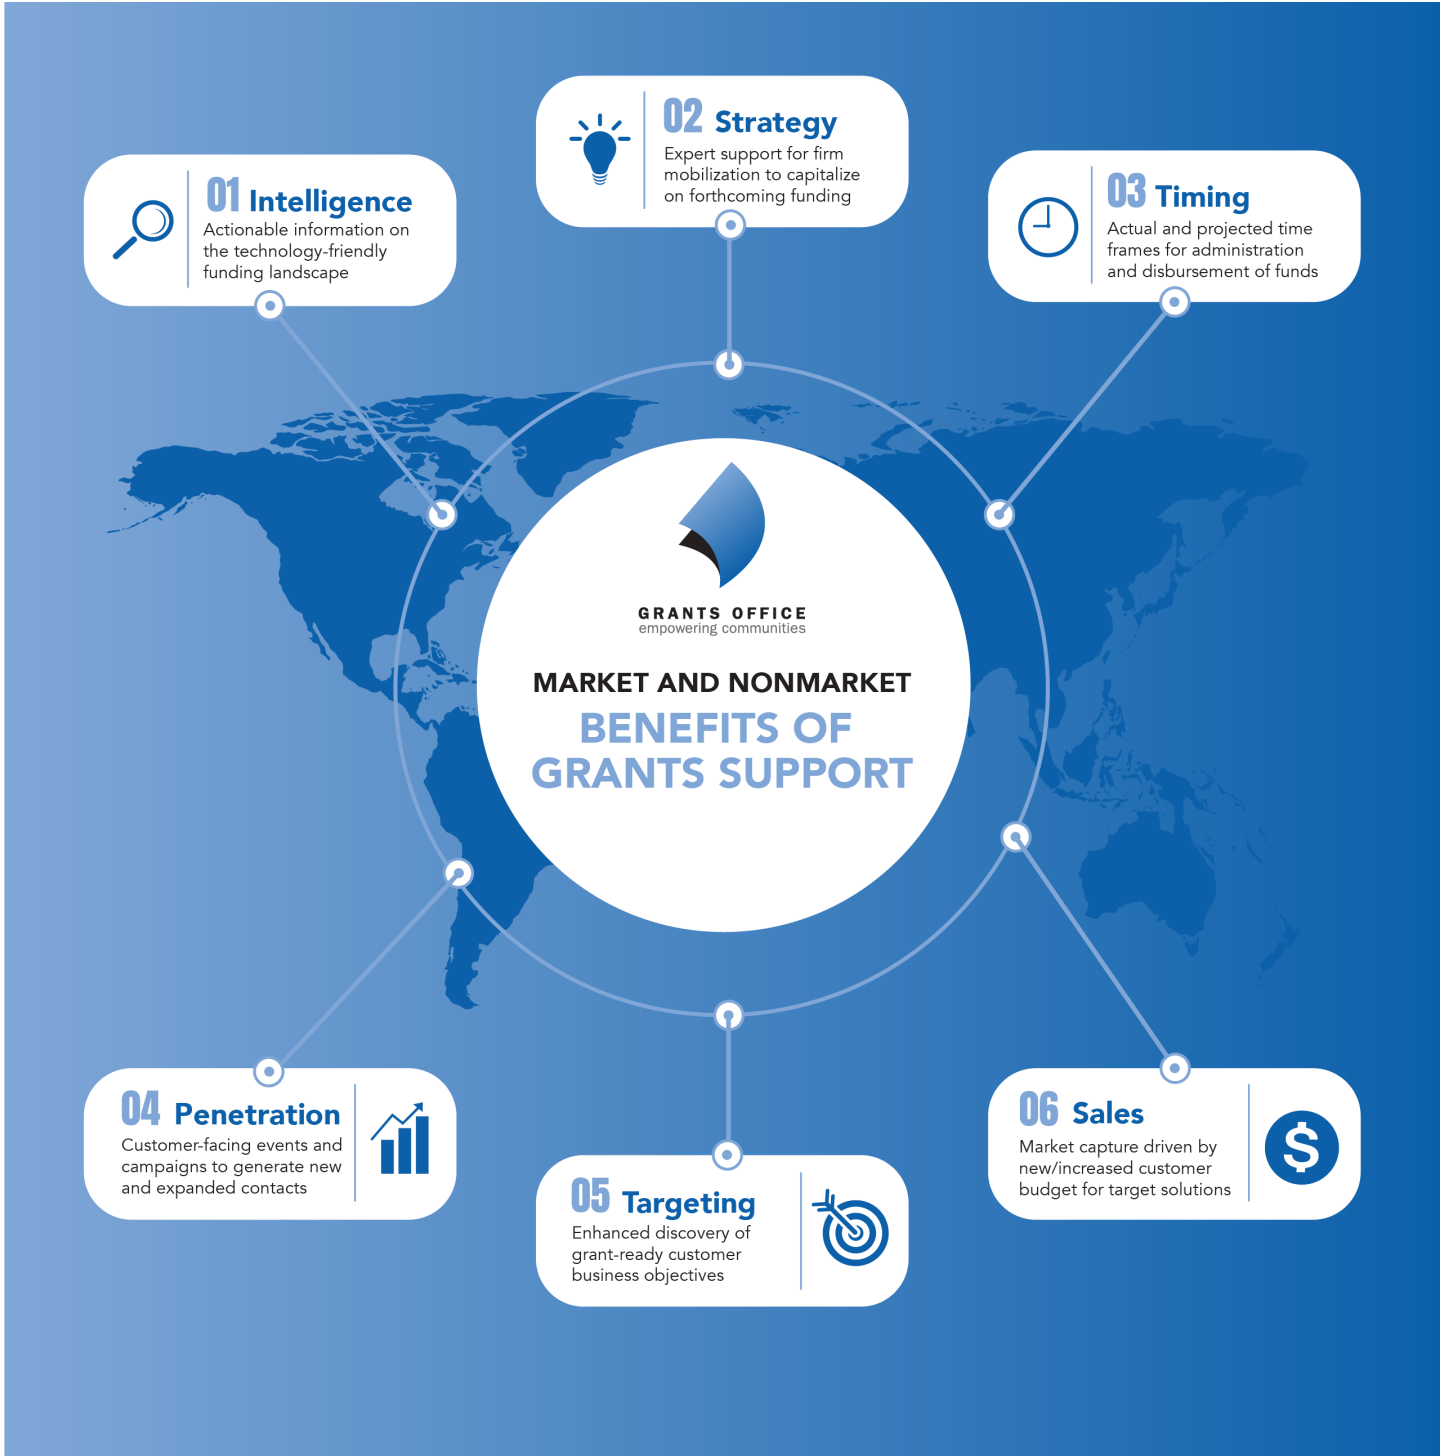 01 Intelligence
Actionable information on
the technology-friendly
funding landscape
02 Strategy
Expert support for firm
mobilization to capitalize
on forthcoming funding
03 Timing
Actual and projected time
frames for administration
and disbursement of funds
GRANTS OFFICE
empowering communities
MARKET AND NONMARKET
BENEFITS OF
GRANTS SUPPORT
04 Penetration
Customer-facing events and
campaigns to generate new
and expanded contacts
05 Targeting
Enhanced discovery of
grant-ready customer
business objectives
06 Sales
Market capture driven by
new/increased customer
budget for target solutions
$